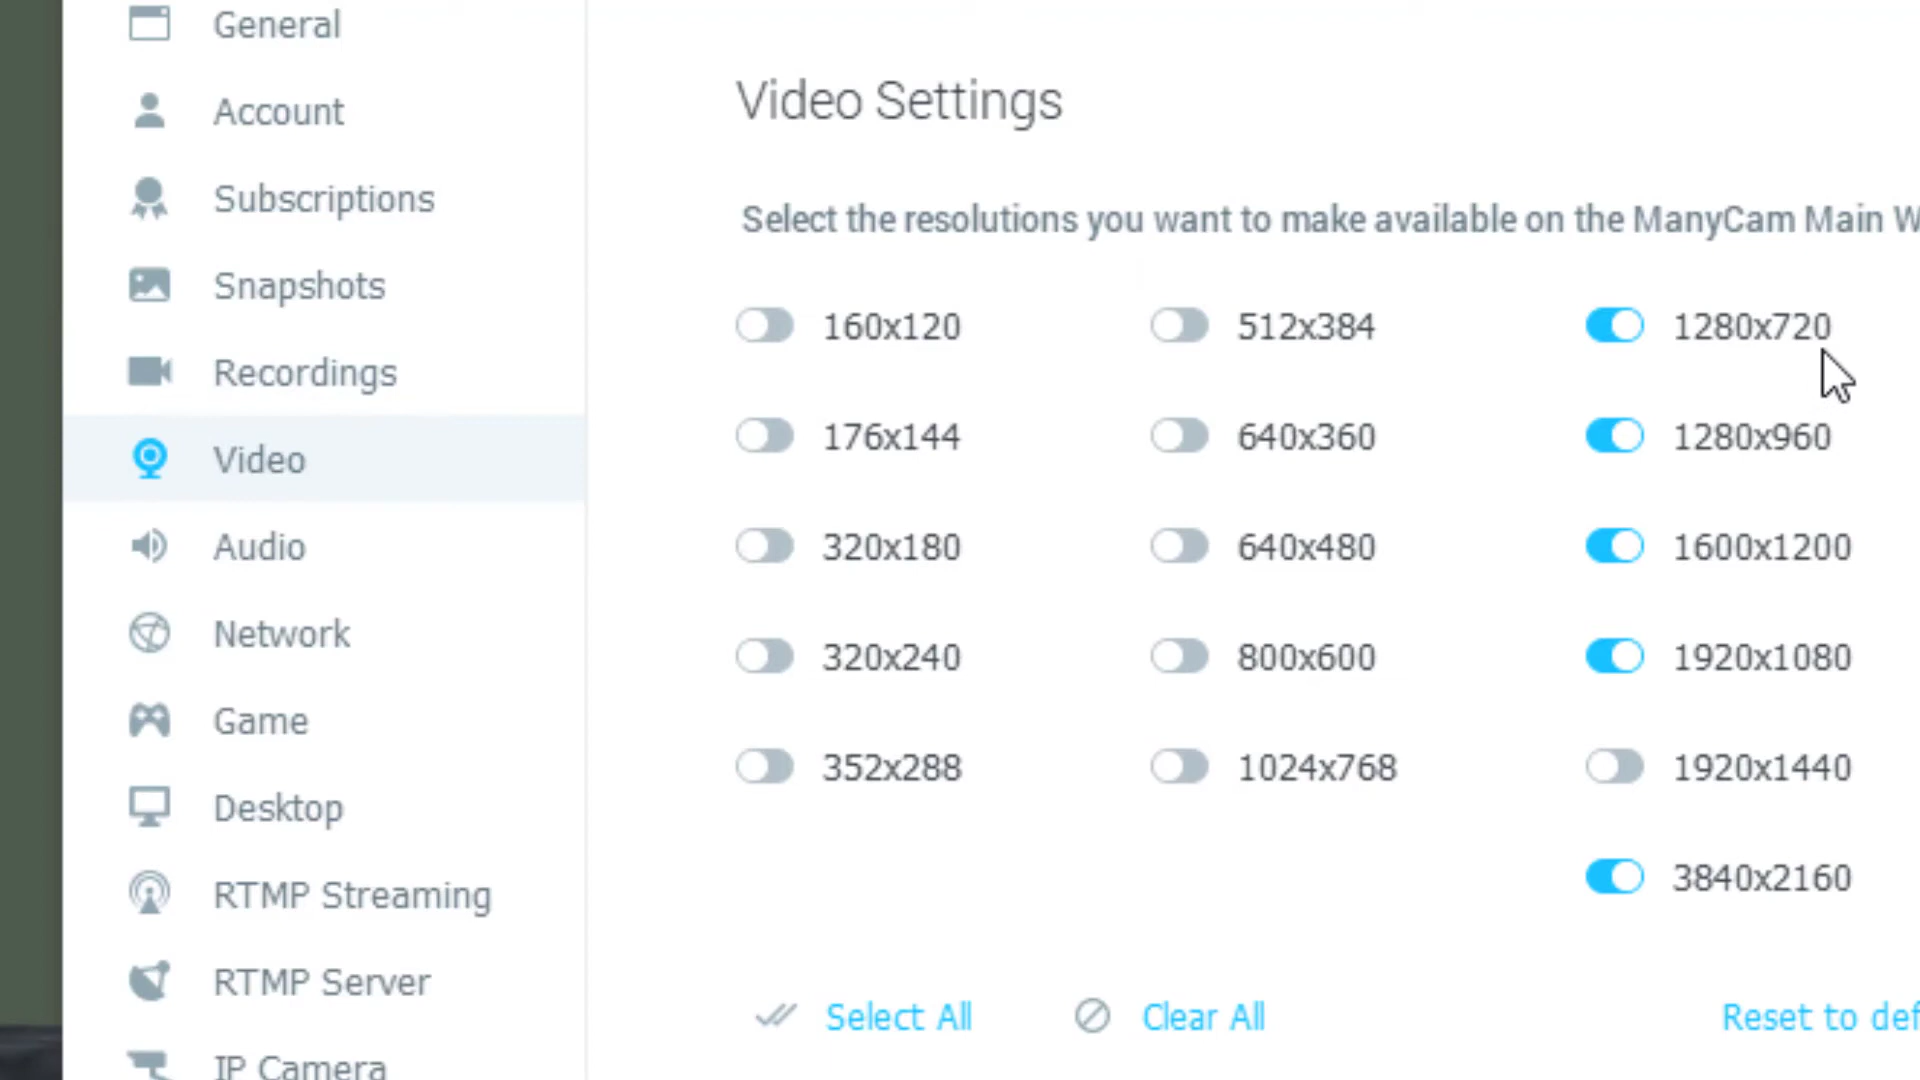 General
Account
Subscriptions
Snapshots
Recordings
Video
Audio
Network
Game
Desktop
RTMP Streaming
RTMP Server
IP Camera
Video Settings
Select the resolutions you want to make available on the ManyCam Main W
160x120
512x384
1280x720
176x144
640x360
1280x960
320x180
640x480
1600x1200
320x240
800x600
1920x1080
352x288
1024x768
1920x1440
3840x2160
Select All
Clear All
Reset to def